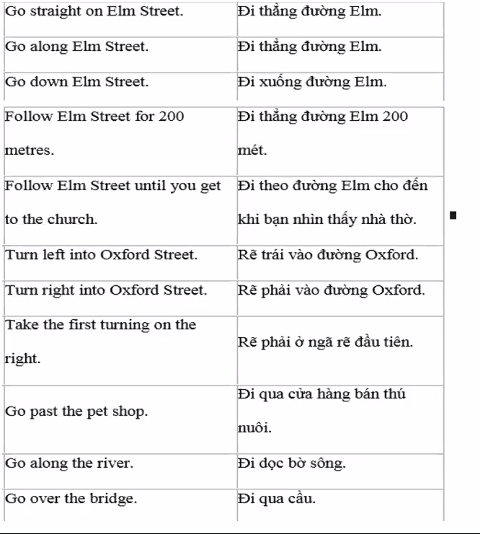 Go straight on Elm Street. Đi thẳng đường Elm.
Go along Elm Street. Đi thẳng đường Elm.
Go down Elm Street. Đi xuống đường Elm.
Follow Elm Street for 200 Đi thẳng đường Elm 200
metres. mét.
Follow Elm Street until you get Đi theo đường Elm cho đến
to the church. khi bạn nhìn thấy nhà thờ.
Turn left into Oxford Street. Rẽ trái vào đường Oxford.
Turn right into Oxford Street. Rẽ phải vào đường Oxford.
Take the first turning on the
right.
Rẽ phải ở ngã rẽ đầu tiên.
Go past the pet shop.
Đi qua cửa hàng bán thú
nuôi.
Go along the river. Đi dọc bờ sông.
Go over the bridge. Đi qua cầu.